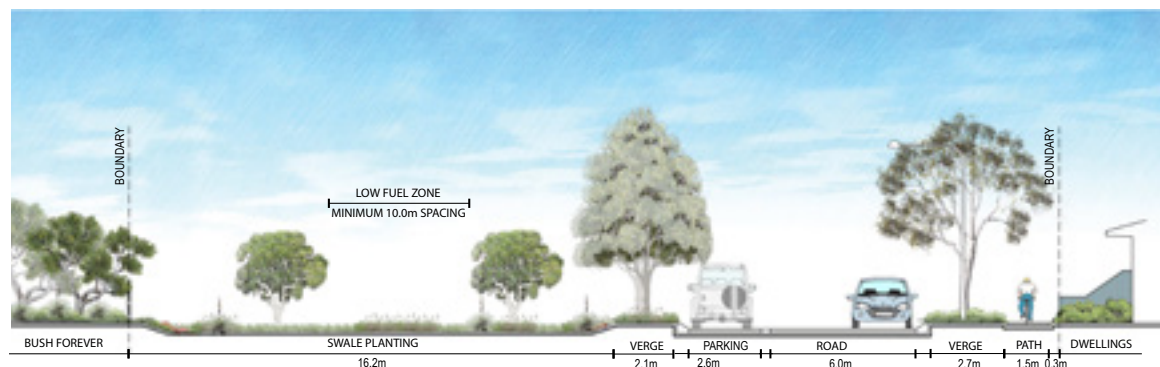 BOUNDARY
BOUNDARY
LOW FUEL ZONE
MINIMUM 10.0m SPACING
BUSH FOREVER
SWALE PLANTING
VERGE
PARKING
ROAD
VERGE
PATH
DWELLINGS
16.2m
2.1m
2.6m
6.0m
2.7m
1.5m
0.3m